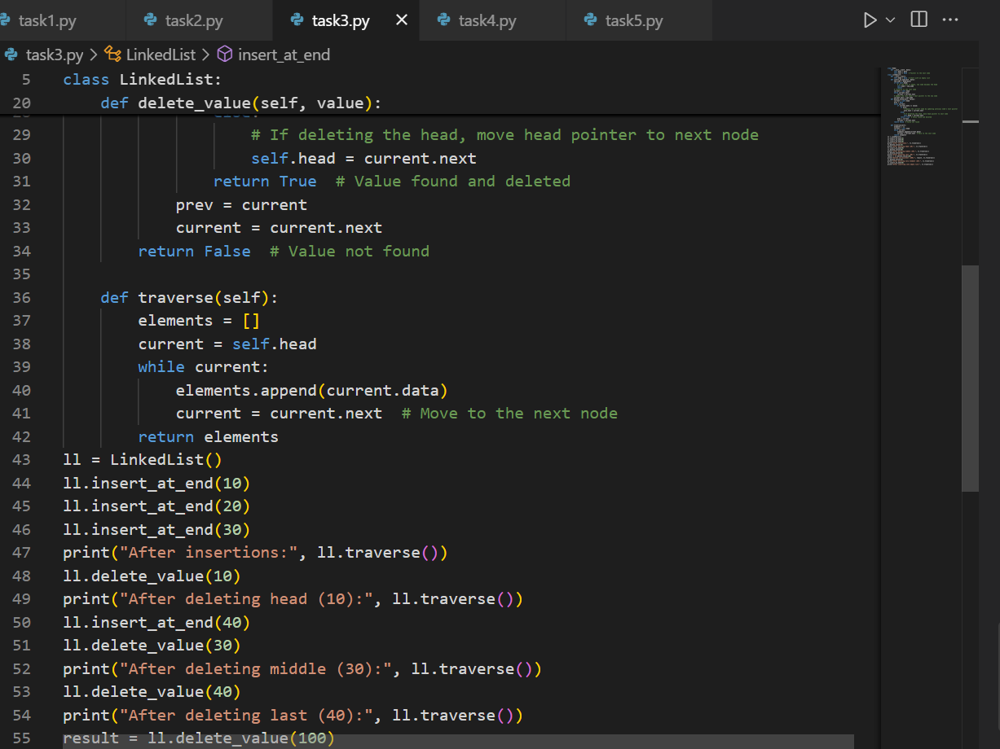 task1.py task2.py task3.py task4.py task5.py
task3.py LinkedList insert_at_end
5 class LinkedList:
20     def delete_value(self, value):
29                     # If deleting the head, move head pointer to next node
30                     self.head = current.next
31                 return True  # Value found and deleted
32             prev = current
33             current = current.next
34         return False  # Value not found
35
36     def traverse(self):
37         elements = []
38         current = self.head
39         while current:
40             elements.append(current.data)
41             current = current.next  # Move to the next node
42         return elements
43 ll = LinkedList()
44 ll.insert_at_end(10)
45 ll.insert_at_end(20)
46 ll.insert_at_end(30)
47 print("After insertions:", ll.traverse())
48 ll.delete_value(10)
49 print("After deleting head (10):", ll.traverse())
50 ll.insert_at_end(40)
51 ll.delete_value(30)
52 print("After deleting middle (30):", ll.traverse())
53 ll.delete_value(40)
54 print("After deleting last (40):", ll.traverse())
55 result = ll.delete_value(100)